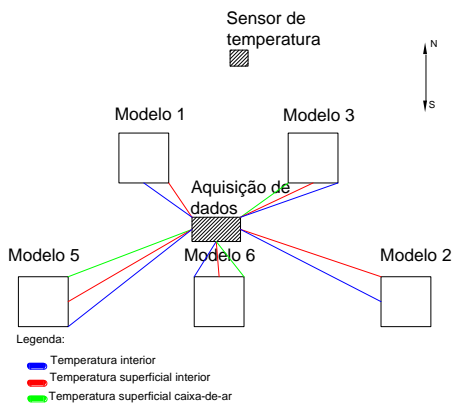 Sensor de
temperatura
N
S
Modelo 1
Modelo 3
Aquisição de
dados
Modelo 5
Modelo 6
Modelo 2
Legenda:
Temperatura interior
Temperatura superficial interior
Temperatura superficial caixa-de-ar